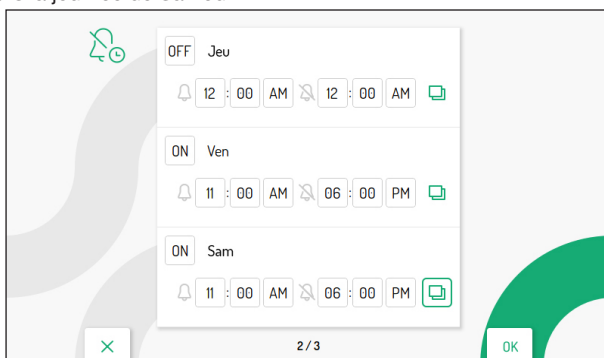 OFF Jeu
12 : 00 AM 12 : 00 AM
ON Ven
11 : 00 AM 06 : 00 PM
ON Sam
11 : 00 AM 06 : 00 PM
2/3
OK